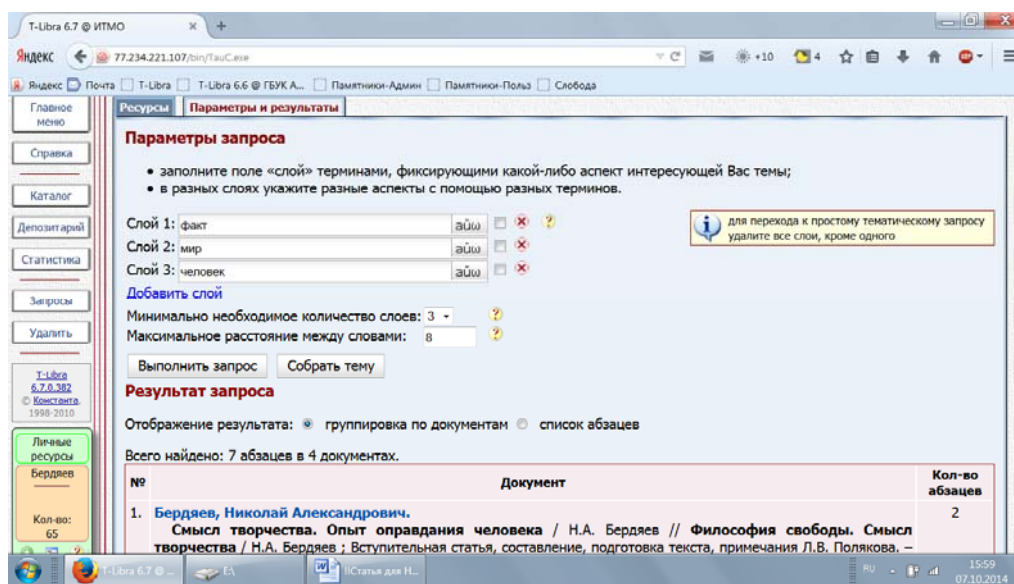 T-Libra 6.7 @ ИТМО
Яндекс 77.234.221.107/bin/TauC.exe +10 4
Яндекс Почта T-Libra T-Libra 6.6 @ ГБУК А... Памятники-Админ Памятники-Польз Слобода
Главное
меню
Справка
Каталог
Депозитарий
Статистика
Запросы
Удалить
T-Libra
6.7.0.382
© Константа,
1998-2010
Личные
ресурсы
Бердяев
Кол-во:
65
Ресурсы Параметры и результаты
Параметры запроса
• заполните поле «слой» терминами, фиксирующими какой-либо аспект интересующей Вас темы;
• в разных слоях укажите разные аспекты с помощью разных терминов.
Слой 1: факт аûω
Слой 2: мир аûω
Слой 3: человек аûω
для перехода к простому тематическому запросу
удалите все слои, кроме одного
Добавить слой
Минимально необходимое количество слоев: 3
Максимальное расстояние между словами: 8
Выполнить запрос Собрать тему
Результат запроса
Отображение результата: группировка по документам список абзацев
Всего найдено: 7 абзацев в 4 документах.
№ Документ Кол-во
абзацев
1. Бердяев, Николай Александрович. 2
Смысл творчества. Опыт оправдания человека / Н.А. Бердяев // Философия свободы. Смысл
творчества / Н.А. Бердяев ; Вступительная статья, составление, подготовка текста, примечания Л.В. Полякова. –
T-Libra 6.7 @ ... E:\ !!Статья для Н... RU 15:59
07.10.2014